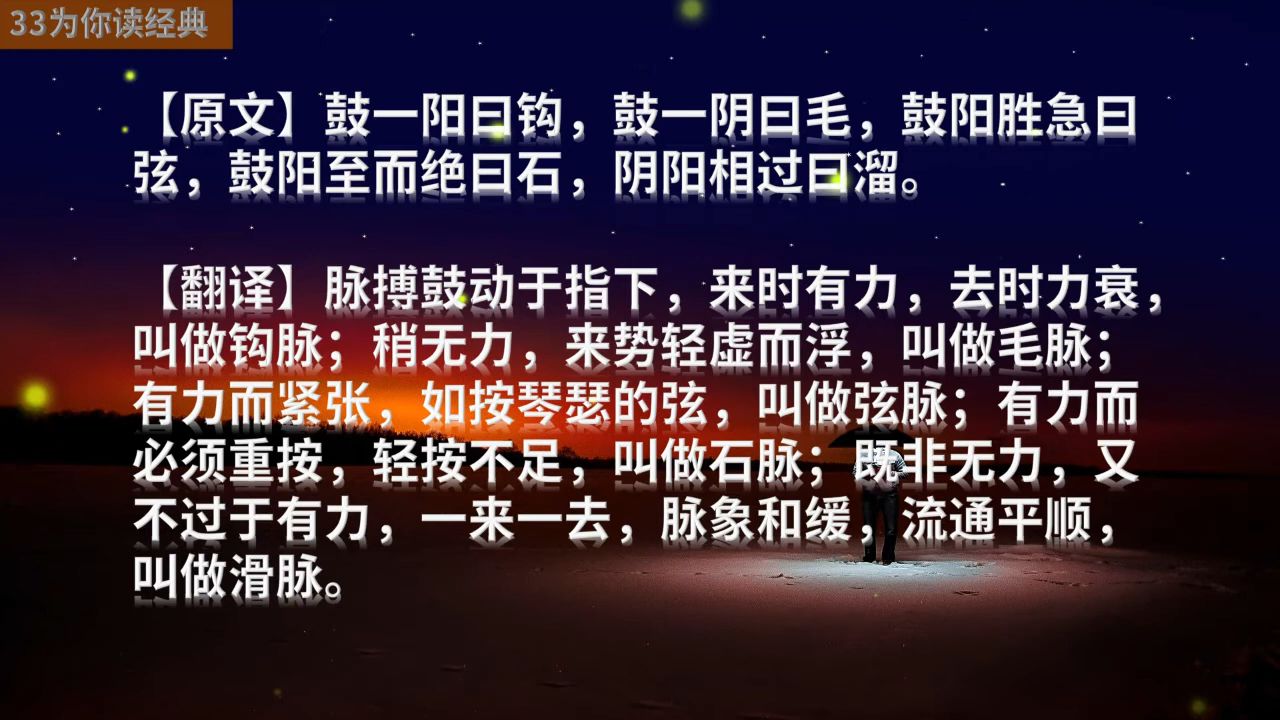 33为你读经典
【原文】鼓一阳曰钩，鼓一阴曰毛，鼓阳胜急曰
弦，鼓阳至而绝曰石，阴阳相过曰溜。
【翻译】脉搏鼓动于指下，来时有力，去时力衰，
叫做钩脉；稍无力，来势轻虚而浮，叫做毛脉；
有力而紧张，如按琴瑟的弦，叫做弦脉；有力而
必须重按，轻按不足，叫做石脉；既非无力，又
不过于有力，一来一去，脉象和缓，流通平顺，
叫做滑脉。